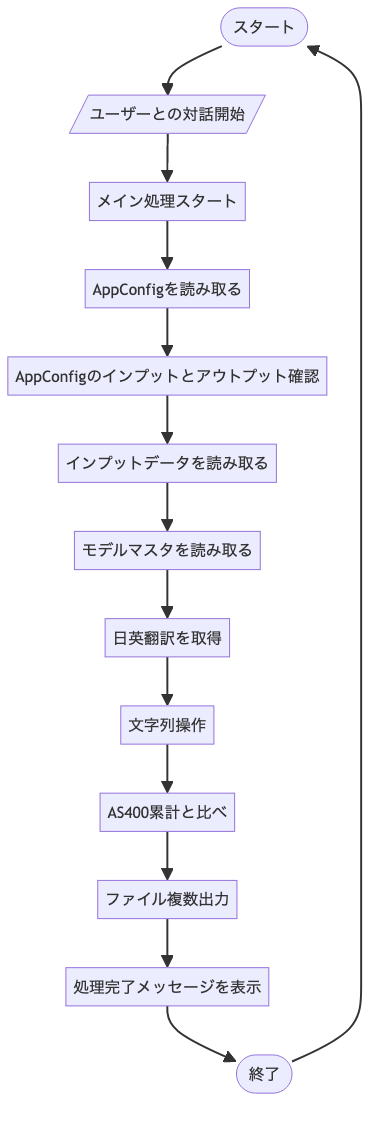 スタート
ユーザーとの対話開始
メイン処理スタート
AppConfigを読み取る
AppConfigのインプットとアウトプット確認
インプットデータを読み取る
モデルマスタを読み取る
日英翻訳を取得
文字列操作
AS400累計と比べ
ファイル複数出力
処理完了メッセージを表示
終了